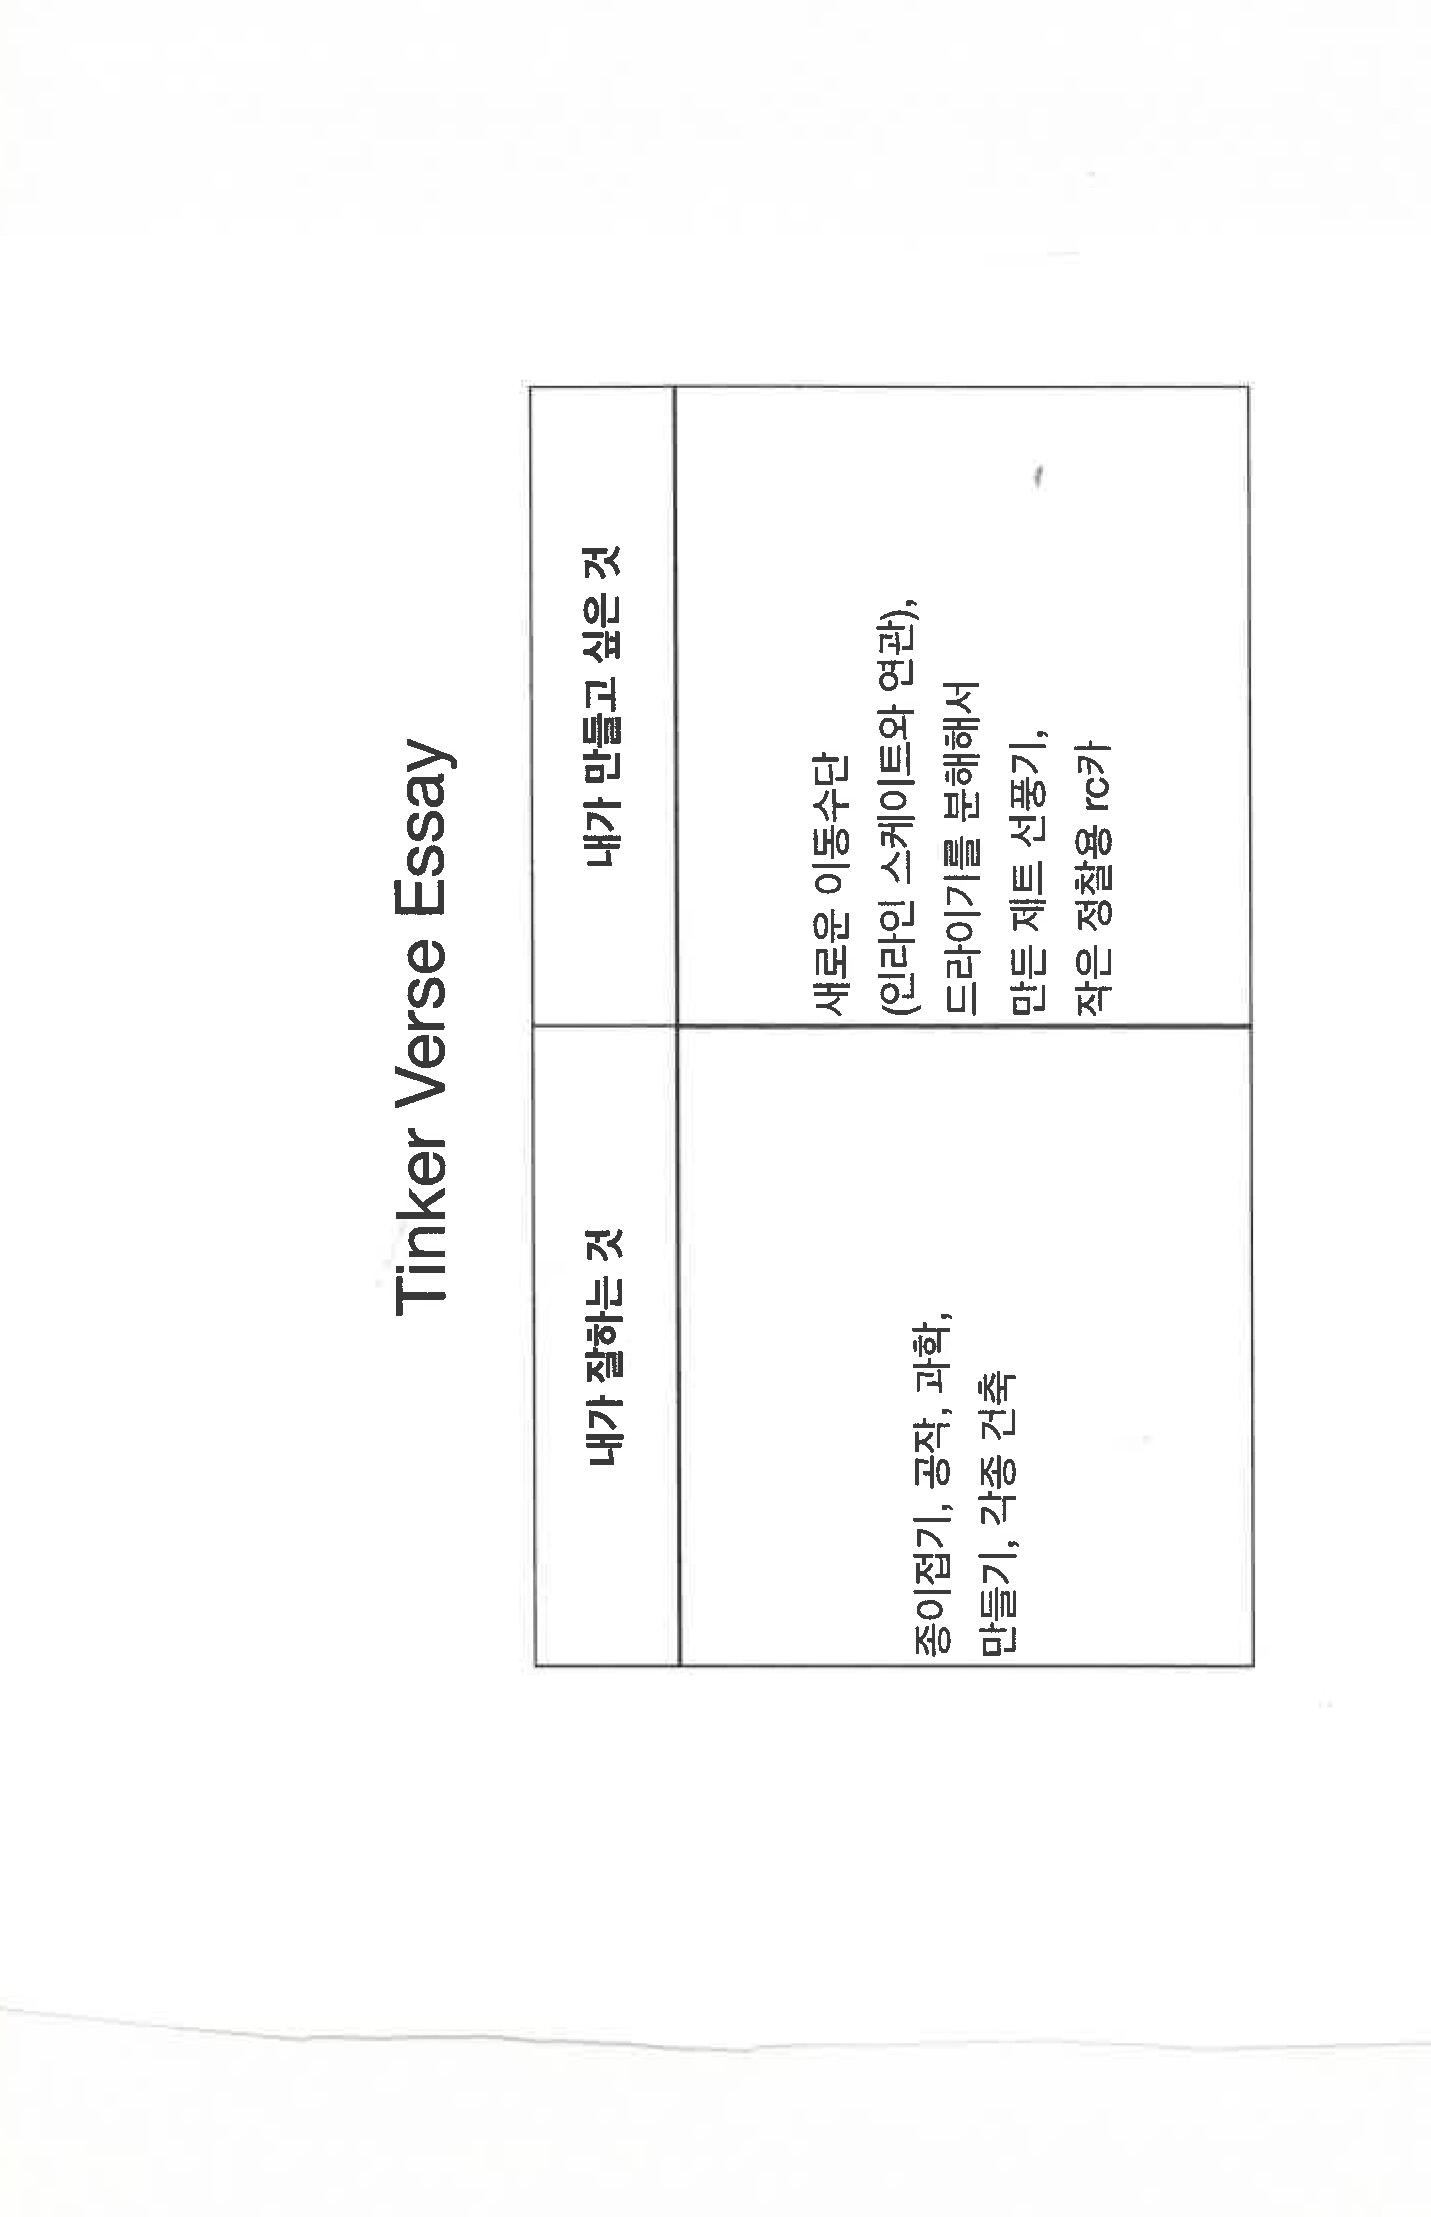 Tinker Verse Essay
내가 잘하는 것
내가 만들고 싶은 것
종이접기, 공작, 과학,
만들기, 각종 건축
새로운 이동수단
(인라인 스케이트와 연관),
드라이기를 분해해서
만든 제트 선풍기,
작은 정찰용 rc카